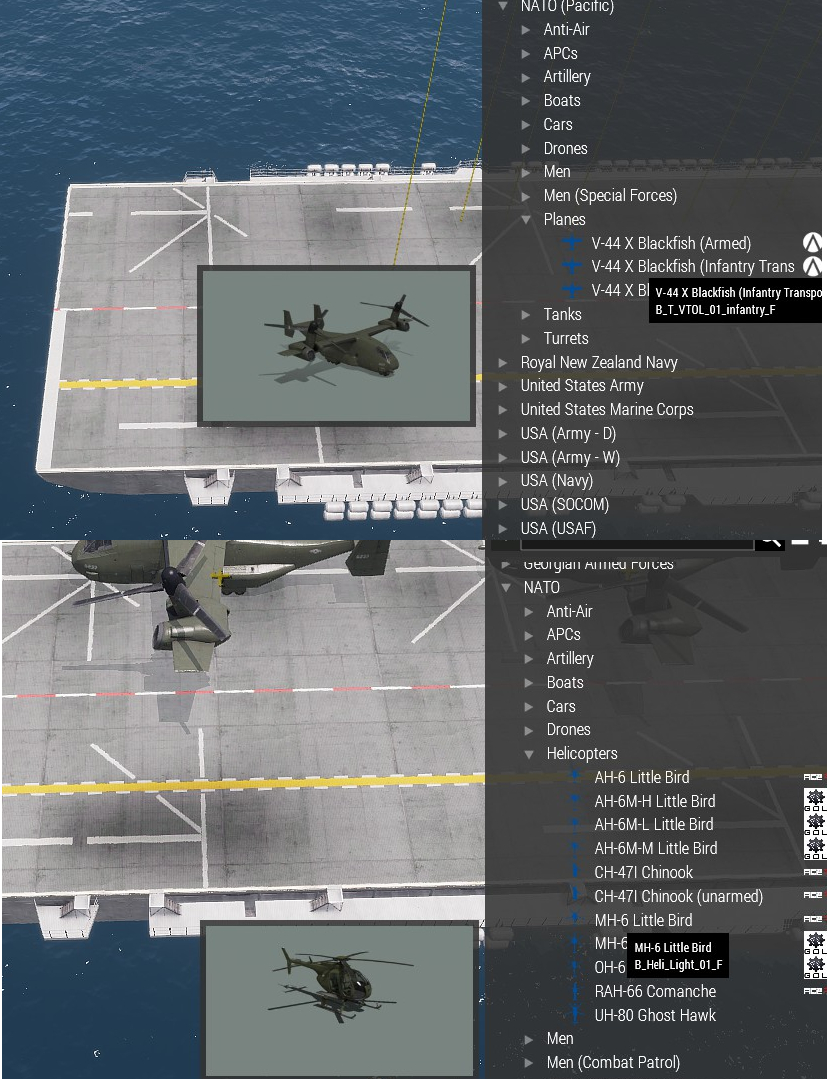 NATO (Pacific)
Anti-Air
APCs
Artillery
Boats
Cars
Drones
Men
Men (Special Forces)
Planes
V-44 X Blackfish (Armed)
V-44 X Blackfish (Infantry Trans
V-44 X Bl
V-44 X Blackfish (Infantry Transpo
B_T_VTOL_01_infantry_F
Tanks
Turrets
Royal New Zealand Navy
United States Army
United States Marine Corps
USA (Army - D)
USA (Army - W)
USA (Navy)
USA (SOCOM)
USA (USAF)
Georgian Armed Forces
NATO
Anti-Air
APCs
Artillery
Boats
Cars
Drones
Helicopters
AH-6 Little Bird
ACE
AH-6M-H Little Bird
AH-6M-L Little Bird
AH-6M-M Little Bird
CH-47I Chinook
ACE
CH-47I Chinook (unarmed)
ACE
MH-6 Little Bird
ACE
MH-6
MH-6 Little Bird
B_Heli_Light_01_F
OH-6
RAH-66 Comanche
ACE
UH-80 Ghost Hawk
Men
Men (Combat Patrol)